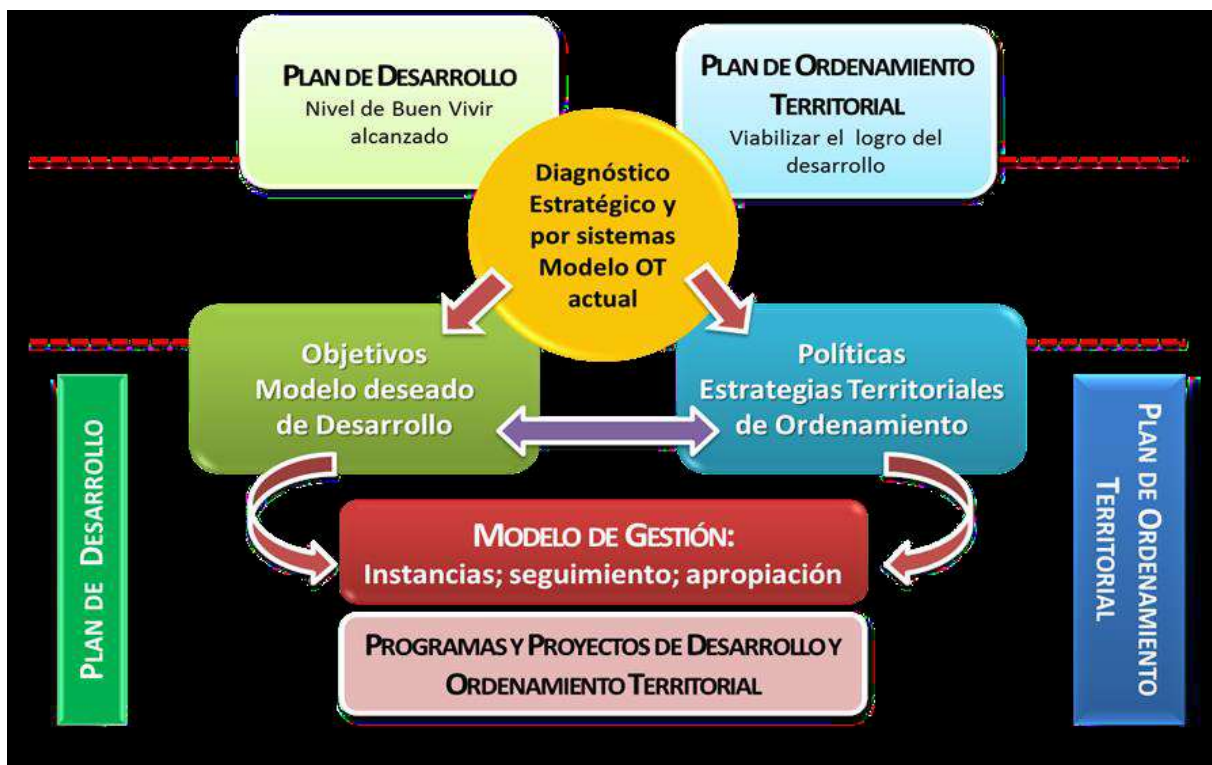 PLAN DE DESARROLLO
Nivel de Buen Vivir
alcanzado
PLAN DE ORDENAMIENTO
TERRITORIAL
Viabilizar el logro del
desarrollo
Diagnóstico
Estratégico y
por sistemas
Modelo OT
actual
Objetivos
Modelo deseado
de Desarrollo
Políticas
Estrategias Territoriales
de Ordenamiento
PLAN DE DESARROLLO
PLAN DE ORDENAMIENTO
TERRITORIAL
MODELO DE GESTIÓN:
Instancias; seguimiento; apropiación
PROGRAMAS Y PROYECTOS DE DESARROLLO Y
ORDENAMIENTO TERRITORIAL